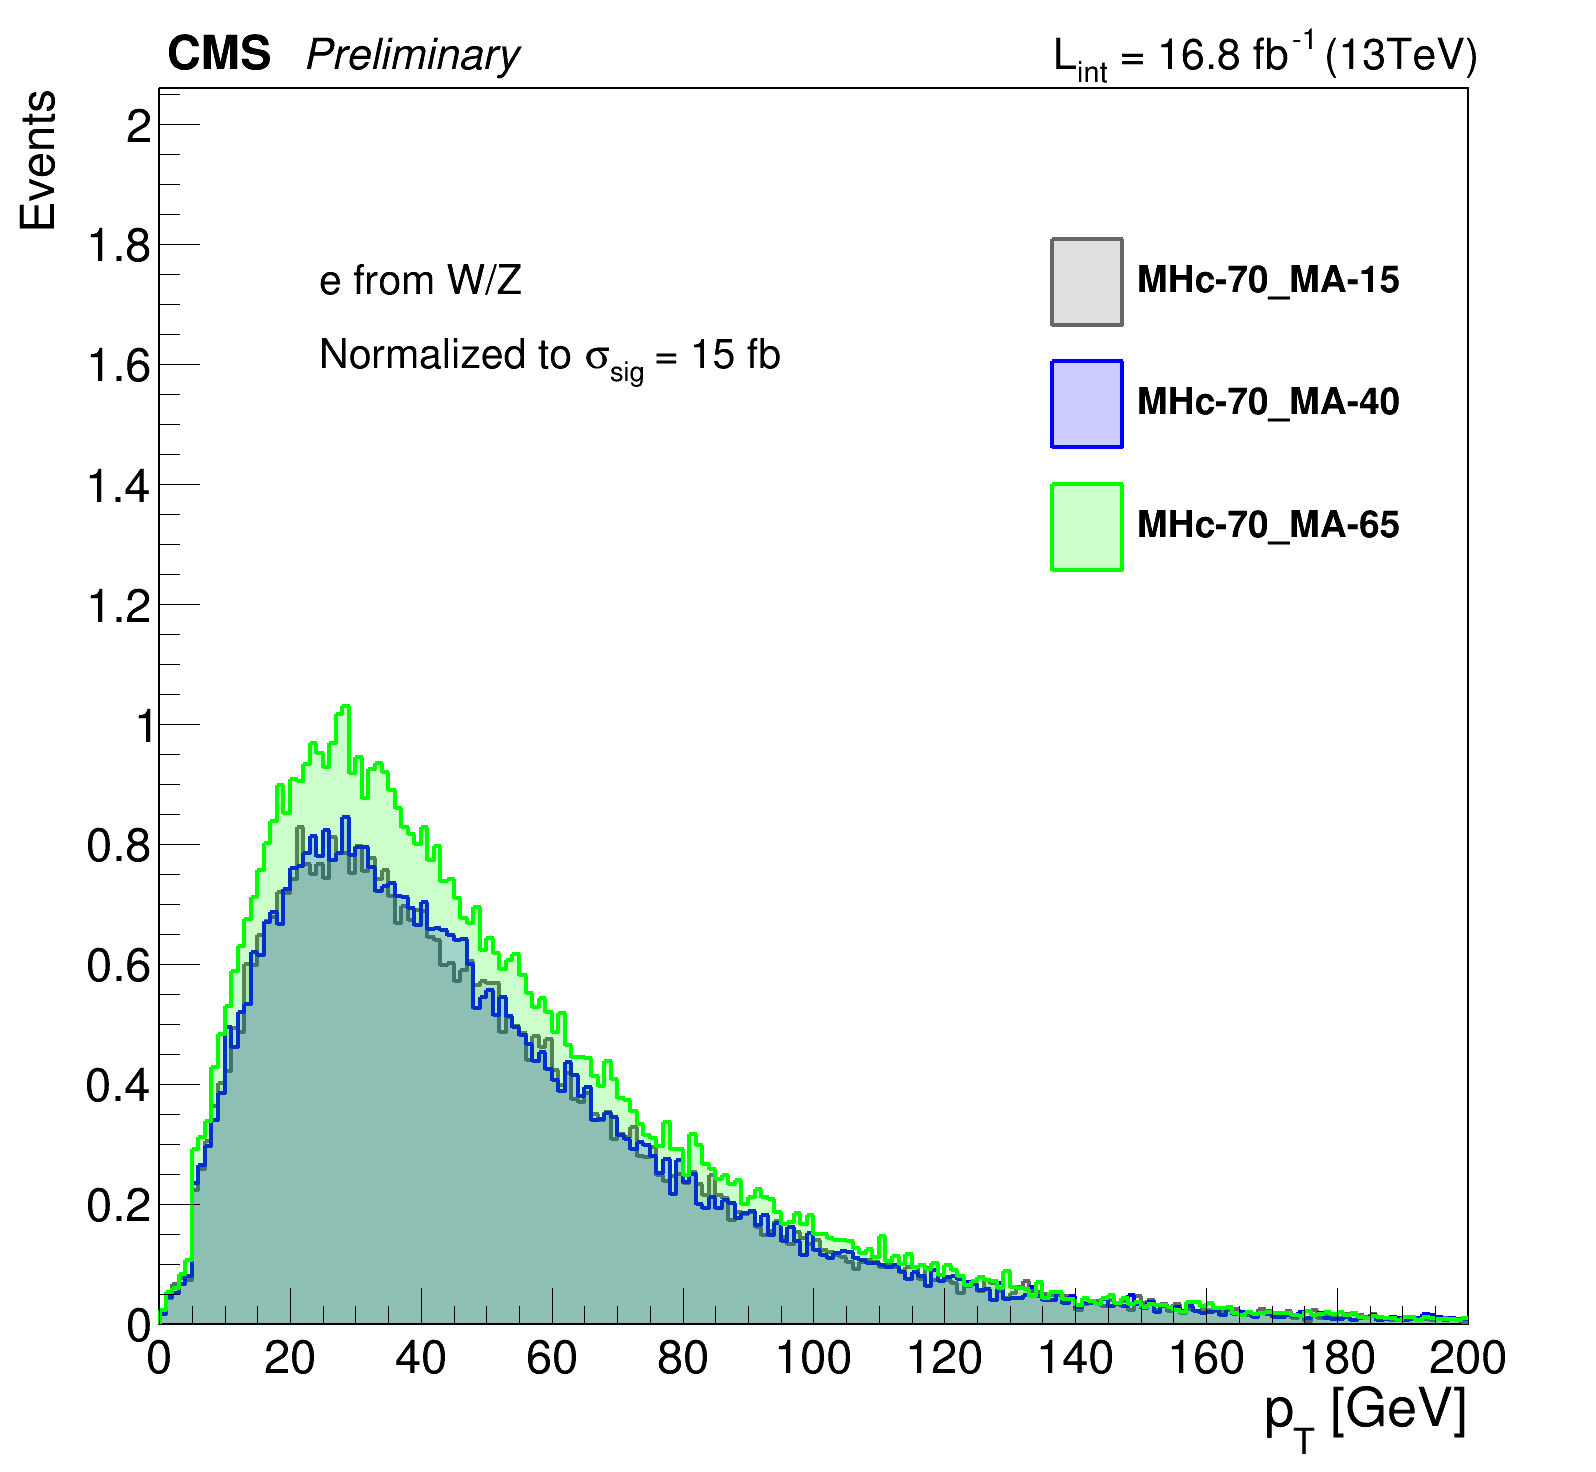 CMS Preliminary
L_int = 16.8 fb^-1 (13TeV)
Events
2
1.8
1.6
1.4
1.2
1
0.8
0.6
0.4
0.2
0
e from W/Z
Normalized to σ_sig = 15 fb
MHc-70_MA-15
MHc-70_MA-40
MHc-70_MA-65
0 20 40 60 80 100 120 140 160 180 200
p_T [GeV]